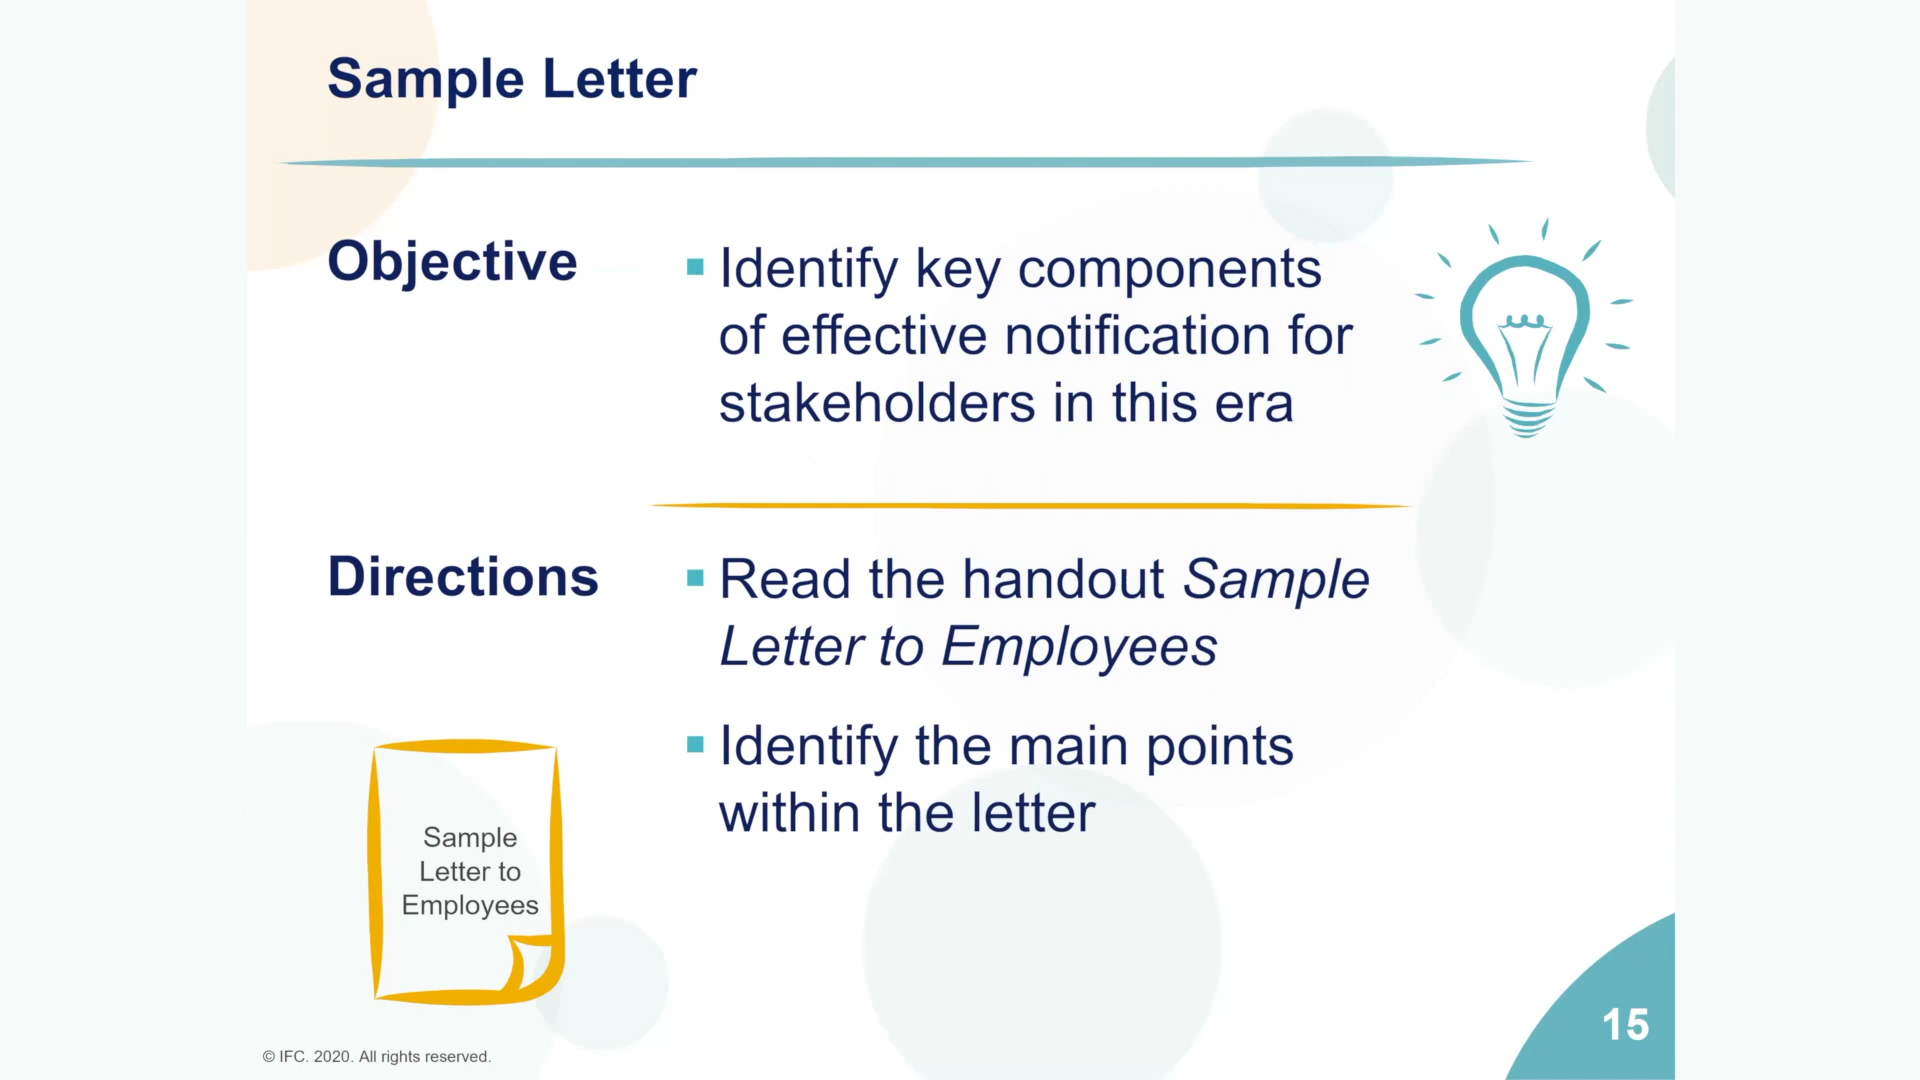 Sample Letter
Objective
Identify key components
of effective notification for
stakeholders in this era
Directions
Read the handout Sample
Letter to Employees
Identify the main points
within the letter
Sample
Letter to
Employees
15
© IFC. 2020. All rights reserved.